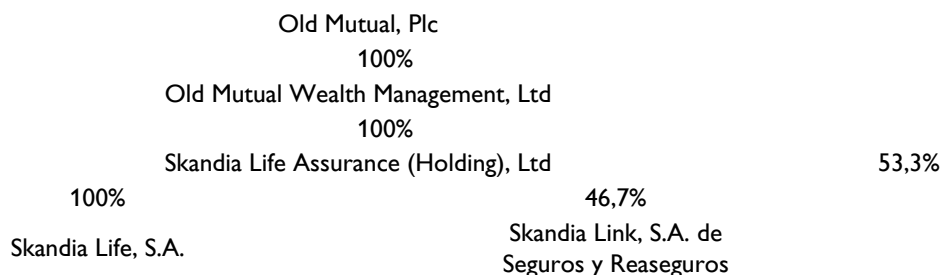 Old Mutual, Plc
100%
Old Mutual Wealth Management, Ltd
100%
Skandia Life Assurance (Holding), Ltd
53,3%
100%
46,7%
Skandia Life, S.A.
Skandia Link, S.A. de
Seguros y Reaseguros